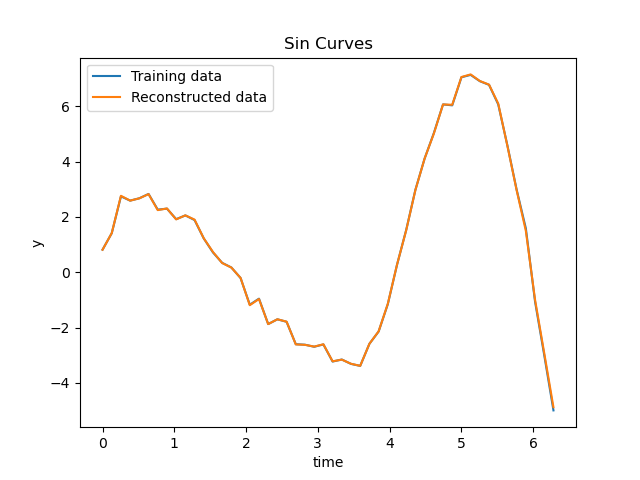 Sin Curves
Training data
Reconstructed data
6
4
2
0
−2
−4
y
0 1 2 3 4 5 6
time